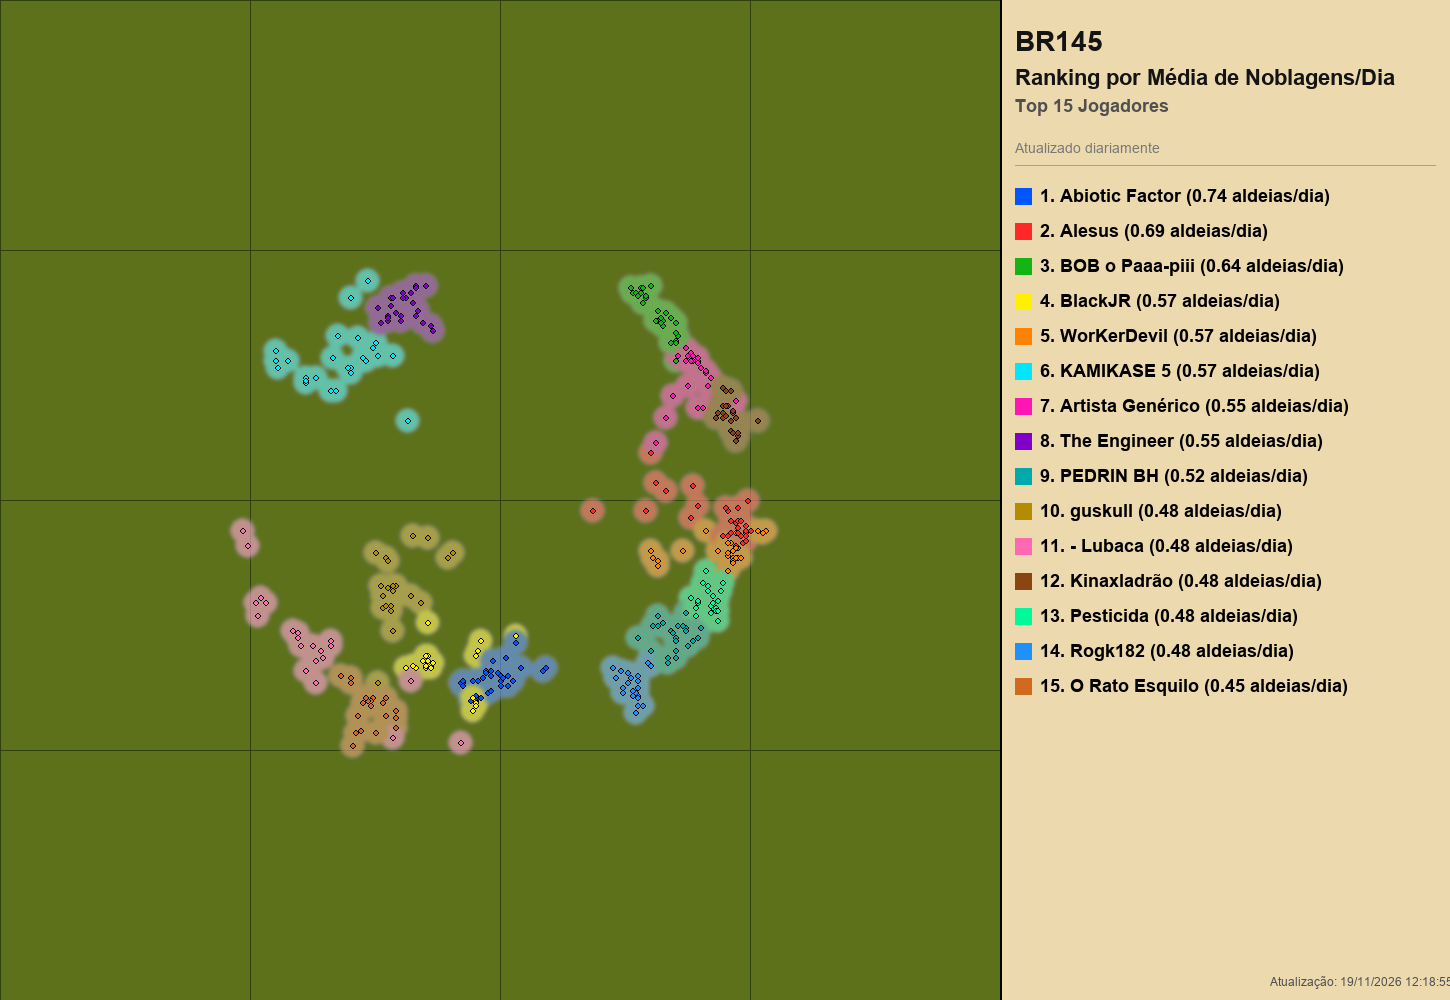 BR145
Ranking por Média de Noblagens/Dia
Top 15 Jogadores
Atualizado diariamente
1. Abiotic Factor (0.74 aldeias/dia)
2. Alesus (0.69 aldeias/dia)
3. BOB o Paaa-piii (0.64 aldeias/dia)
4. BlackJR (0.57 aldeias/dia)
5. WorKerDevil (0.57 aldeias/dia)
6. KAMIKASE 5 (0.57 aldeias/dia)
7. Artista Genérico (0.55 aldeias/dia)
8. The Engineer (0.55 aldeias/dia)
9. PEDRIN BH (0.52 aldeias/dia)
10. guskull (0.48 aldeias/dia)
11. - Lubaca (0.48 aldeias/dia)
12. Kinaxladrão (0.48 aldeias/dia)
13. Pesticida (0.48 aldeias/dia)
14. Rogk182 (0.48 aldeias/dia)
15. O Rato Esquilo (0.45 aldeias/dia)
Atualização: 19/11/2026 12:18:55